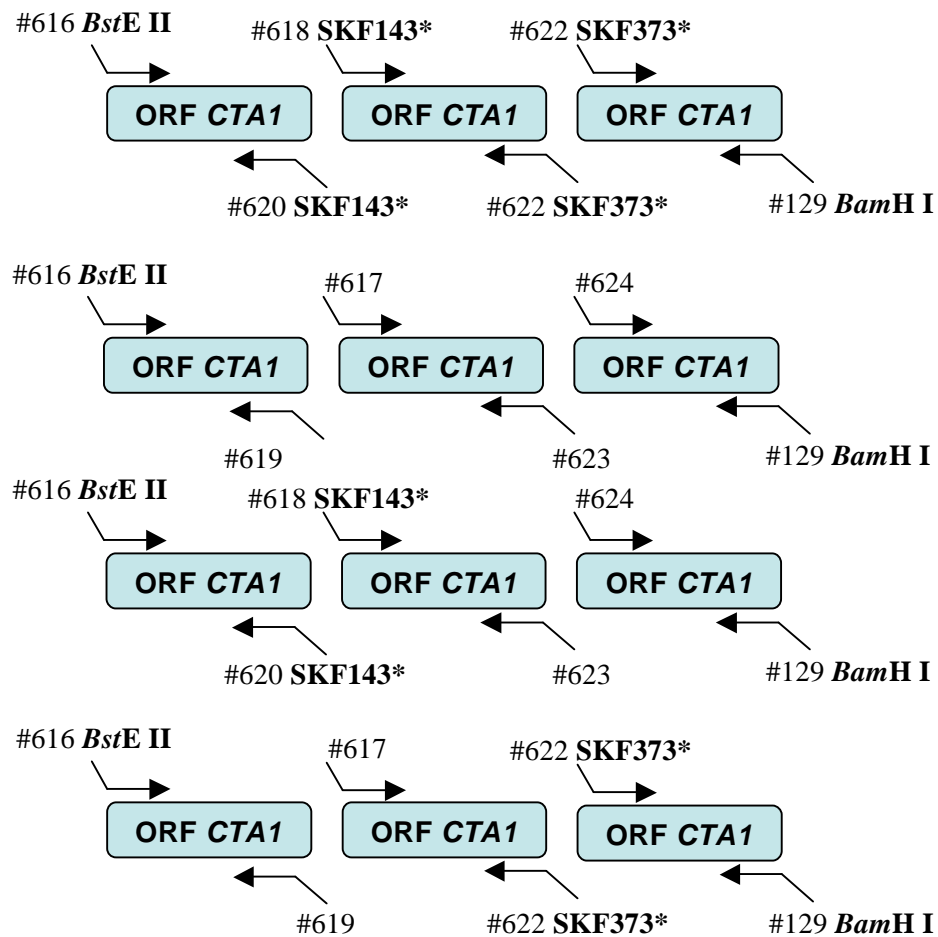 #616 BstE II
#618 SKF143*
#622 SKF373*
ORF CTA1
ORF CTA1
ORF CTA1
#620 SKF143*
#622 SKF373*
#129 BamH I
#616 BstE II
#617
#624
ORF CTA1
ORF CTA1
ORF CTA1
#619
#623
#129 BamH I
#616 BstE II
#618 SKF143*
#624
ORF CTA1
ORF CTA1
ORF CTA1
#620 SKF143*
#623
#129 BamH I
#616 BstE II
#617
#622 SKF373*
ORF CTA1
ORF CTA1
ORF CTA1
#619
#622 SKF373*
#129 BamH I